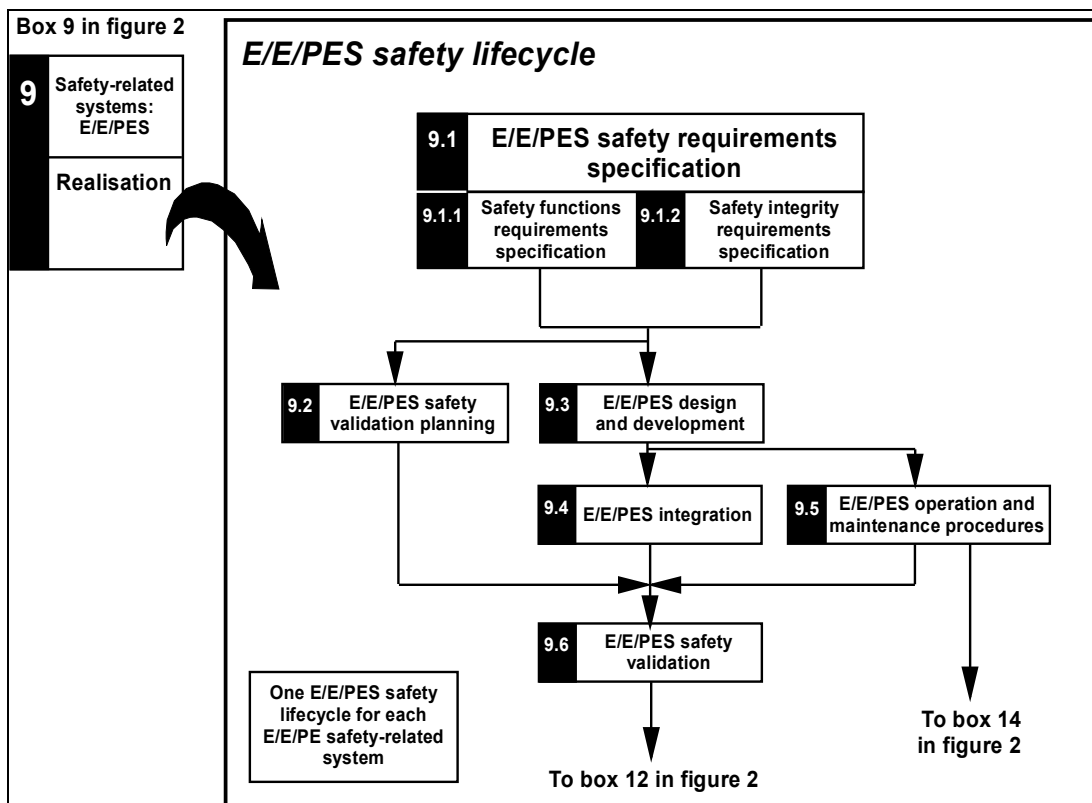 Box 9 in figure 2
9
Safety-related
systems:
E/E/PES
Realisation
E/E/PES safety lifecycle
9.1
E/E/PES safety requirements
specification
9.1.1
Safety functions
requirements
specification
9.1.2
Safety integrity
requirements
specification
9.2
E/E/PES safety
validation planning
9.3
E/E/PES design
and development
9.4
E/E/PES integration
9.5
E/E/PES operation and
maintenance procedures
9.6
E/E/PES safety
validation
One E/E/PES safety
lifecycle for each
E/E/PE safety-related
system
To box 12 in figure 2
To box 14
in figure 2